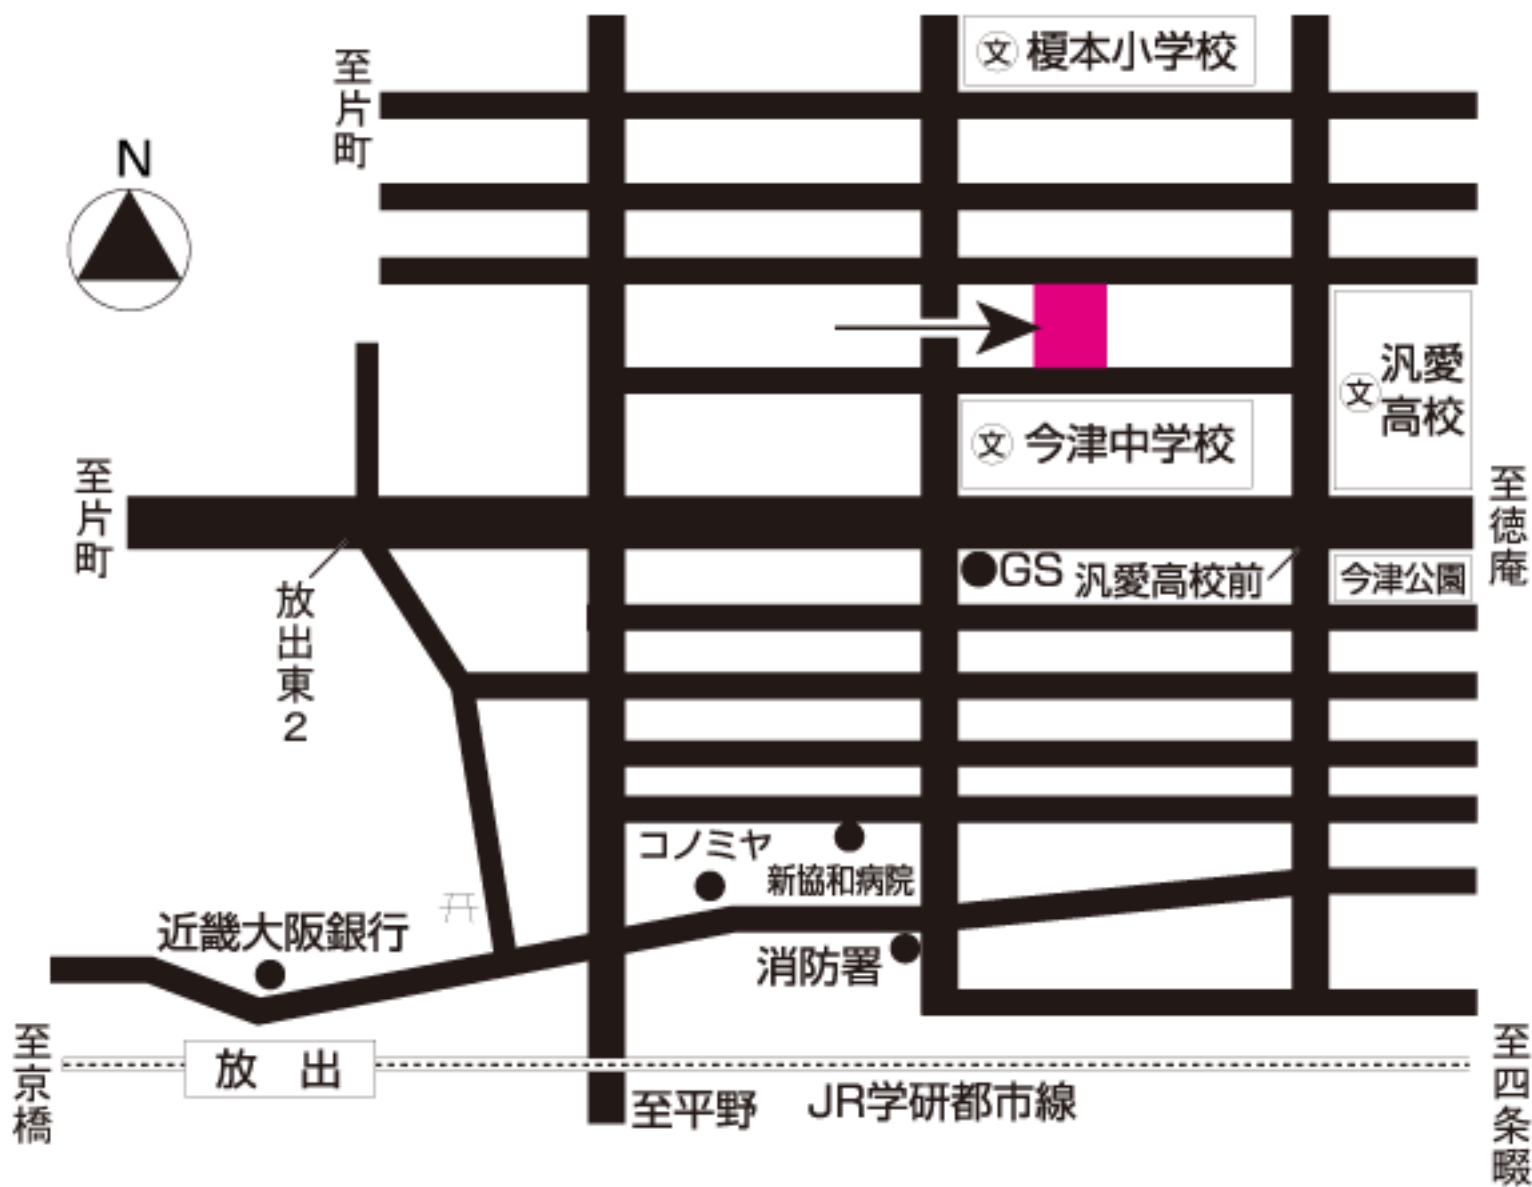 文 榎本小学校
至片町
N
文 汎愛
高校
文 今津中学校
至片町
至徳庵
GS
汎愛高校前
今津公園
放出東2
コノミヤ
新協和病院
近畿大阪銀行
消防署
至京橋
放 出
至平野
JR学研都市線
至四条畷